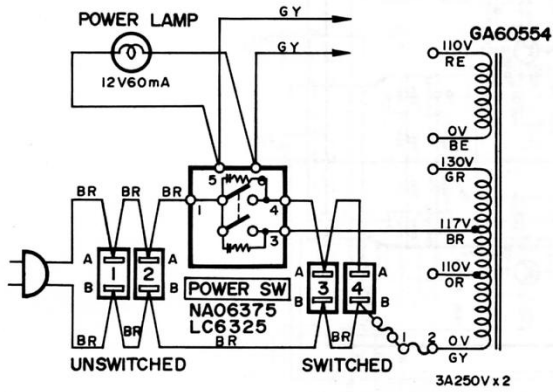 POWER LAMP
GY
GY
12V60mA
GA60554
110V
RE
0V
BE
130V
GR
117V
BR
110V
OR
0V
GY
3A250V x 2
5
6
1
4
3
BR
BR
BR
A
A
B
B
1
2
POWER SW
NA06375
LC6325
A
A
B
B
3
4
BR
BR
BR
BR
1
2
UNSWITCHED
SWITCHED